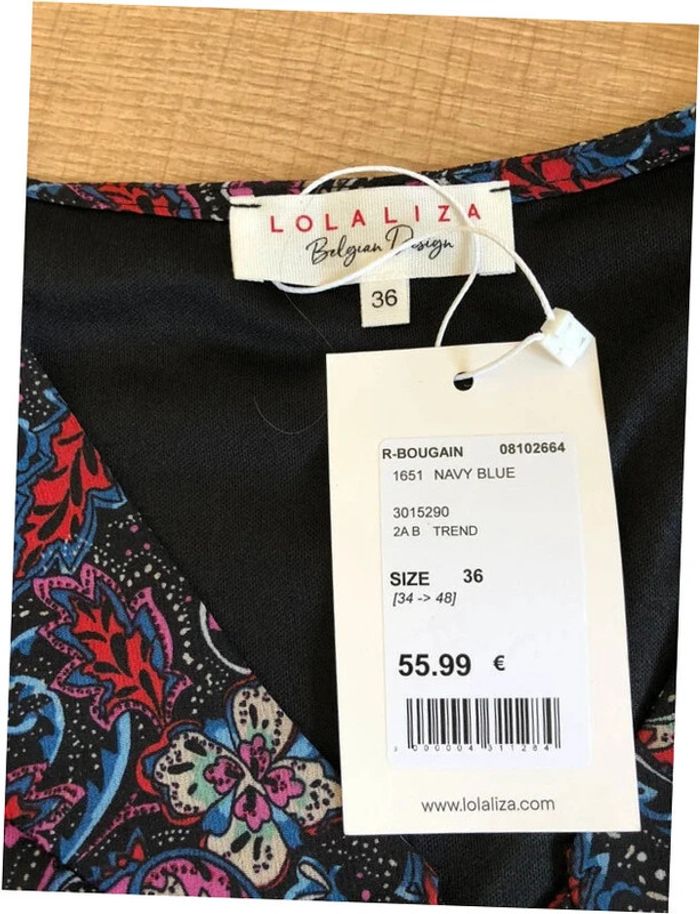 LOLALIZA
Belgian Design
36
R-BOUGAIN 08102664
1651 NAVY BLUE
3015290
2A B TREND
SIZE 36
[34 -> 48]
55.99 €
www.lolaliza.com